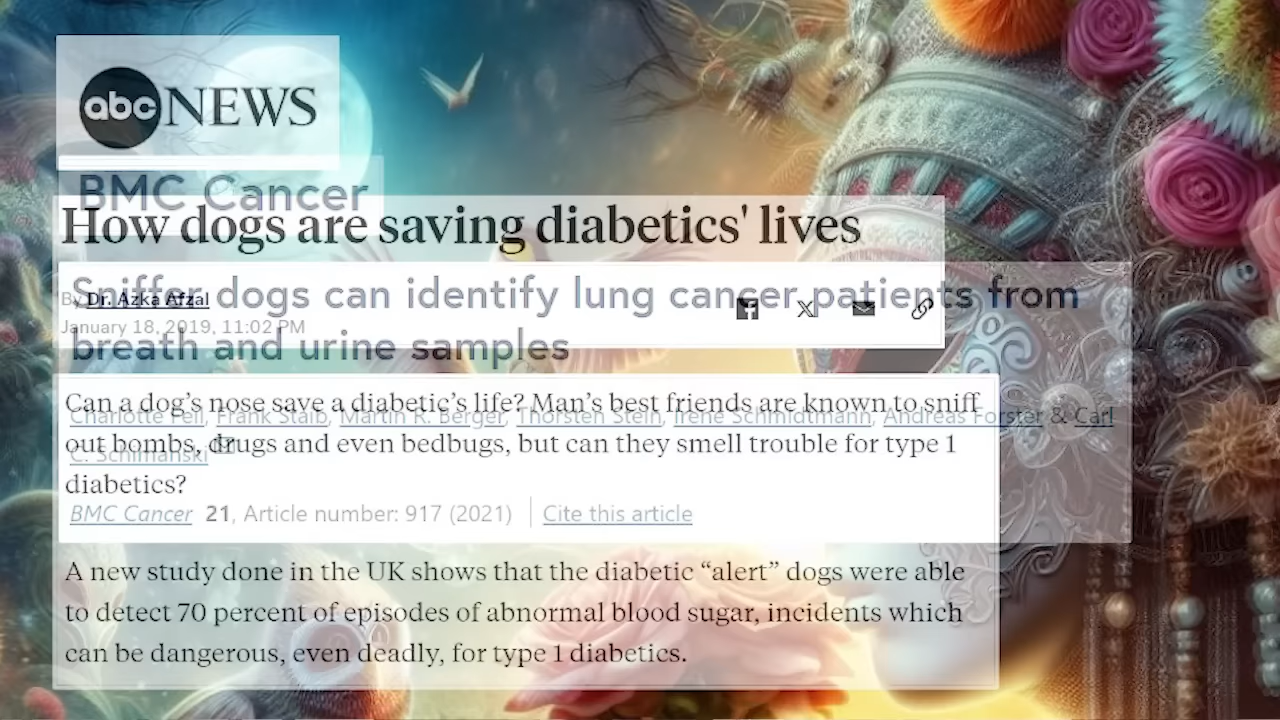 abc NEWS
BMC Cancer
How dogs are saving diabetics' lives
Sniffer dogs can identify lung cancer patients from
breath and urine samples
By Dr. Azka Afzal
January 18, 2019, 11:02 PM
Can a dog’s nose save a diabetic’s life? Man’s best friends are known to sniff
out bombs, drugs and even bedbugs, but can they smell trouble for type 1
diabetics?
Charlotte Feil, Frank Staib, Martin R. Berger, Thorsten Stein, Irene Schmidtmann, Andreas Forster & Carl
C. Schimanski
BMC Cancer 21, Article number: 917 (2021) Cite this article
A new study done in the UK shows that the diabetic “alert” dogs were able
to detect 70 percent of episodes of abnormal blood sugar, incidents which
can be dangerous, even deadly, for type 1 diabetics.